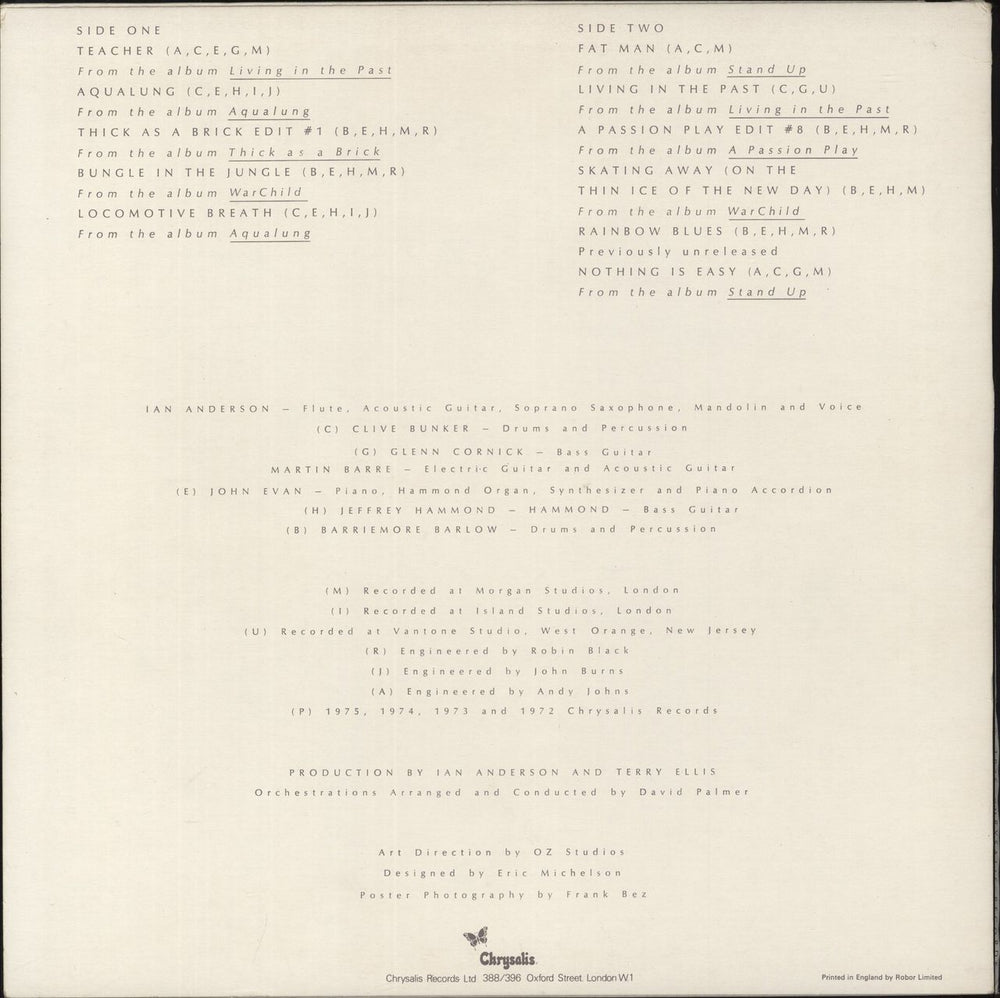 SIDE ONE
TEACHER (A,C,E,G,M)
From the album Living in the Past
AQUALUNG (C,E,H,I,J)
From the album Aqualung
THICK AS A BRICK EDIT #1 (B,E,H,M,R)
From the album Thick as a Brick
BUNGLE IN THE JUNGLE (B,E,H,M,R)
From the album WarChild
LOCOMOTIVE BREATH (C,E,H,I,J)
From the album Aqualung
SIDE TWO
FAT MAN (A,C,M)
From the album Stand Up
LIVING IN THE PAST (C,G,U)
From the album Living in the Past
A PASSION PLAY EDIT #8 (B,E,H,M,R)
From the album A Passion Play
SKATING AWAY (ON THE
THIN ICE OF THE NEW DAY) (B,E,H,M)
From the album WarChild
RAINBOW BLUES (B,E,H,M,R)
Previously unreleased
NOTHING IS EASY (A,C,G,M)
From the album Stand Up
IAN ANDERSON – Flute, Acoustic Guitar, Soprano Saxophone, Mandolin and Voice
(C) CLIVE BUNKER – Drums and Percussion
(G) GLENN CORNICK – Bass Guitar
MARTIN BARRE – Electric Guitar and Acoustic Guitar
(E) JOHN EVAN – Piano, Hammond Organ, Synthesizer and Piano Accordion
(H) JEFFREY HAMMOND – HAMMOND – Bass Guitar
(B) BARRIEMORE BARLOW – Drums and Percussion
(M) Recorded at Morgan Studios, London
(I) Recorded at Island Studios, London
(U) Recorded at Vantone Studio, West Orange, New Jersey
(R) Engineered by Robin Black
(J) Engineered by John Burns
(A) Engineered by Andy Johns
(P) 1975, 1974, 1973 and 1972 Chrysalis Records
PRODUCTION BY IAN ANDERSON AND TERRY ELLIS
Orchestrations Arranged and Conducted by David Palmer
Art Direction by OZ Studios
Designed by Eric Michelson
Poster Photography by Frank Bez
Chrysalis
Chrysalis Records Ltd 388/396 Oxford Street. London W.1
Printed in England by Robor Limited